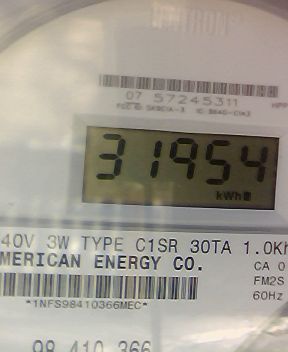 07 57245311
31954
kWh
40V 3W TYPE C1SR 30TA 1.0Kh
MERICAN ENERGY CO.
CA 0
FM2S
60Hz
*1NFS98410366MEC*
98 410 366